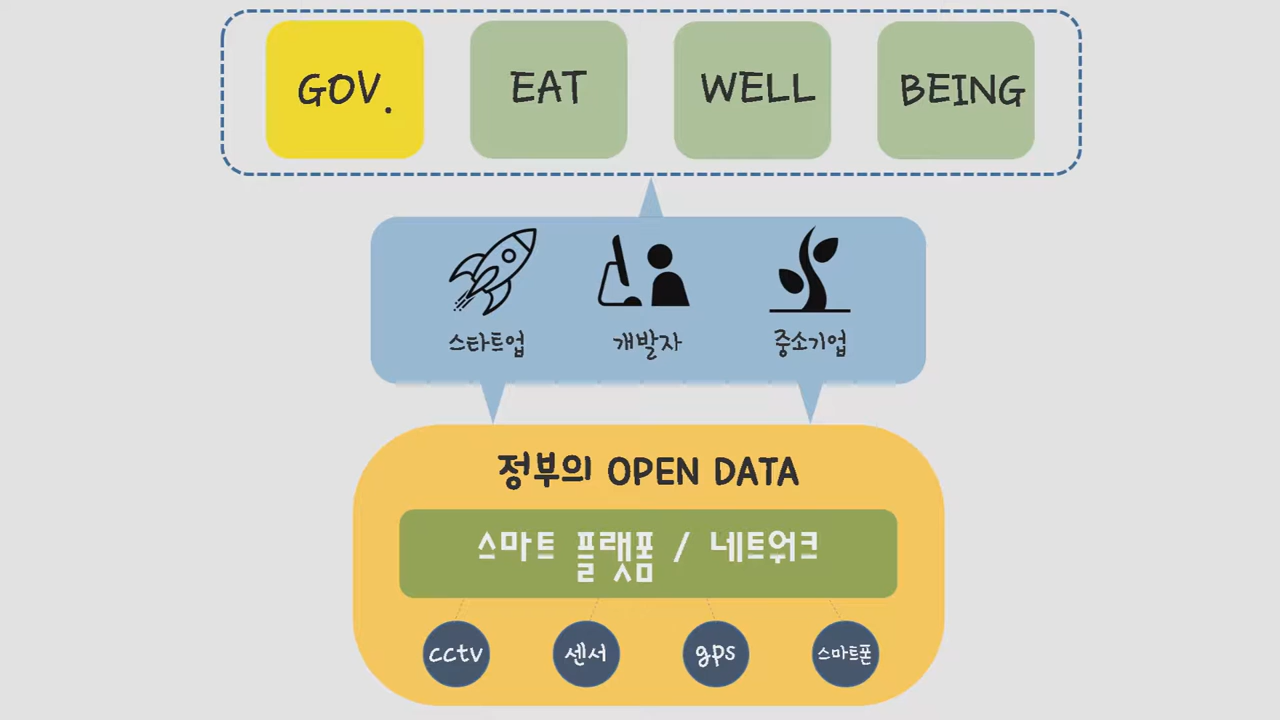 GOV. EAT WELL BEING
스타트업 개발자 중소기업
정부의 OPEN DATA
스마트 플랫폼 / 네트워크
cctv 센서 gps 스마트폰